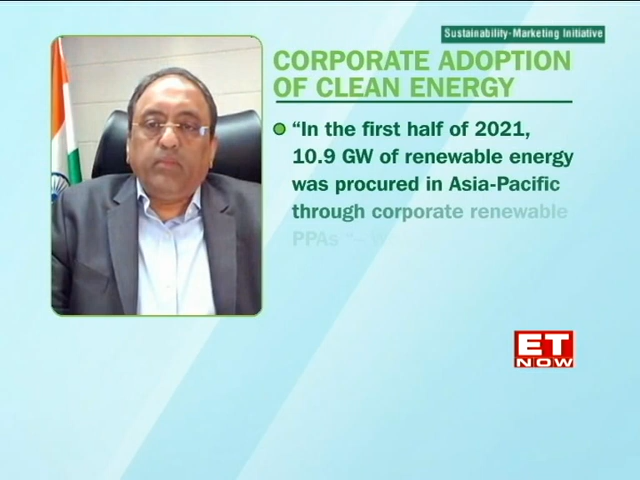 Sustainability-Marketing Initiative
CORPORATE ADOPTION
OF CLEAN ENERGY
“In the first half of 2021,
10.9 GW of renewable energy
was procured in Asia-Pacific
through corporate renewable
PPAs "–
ET
NOW